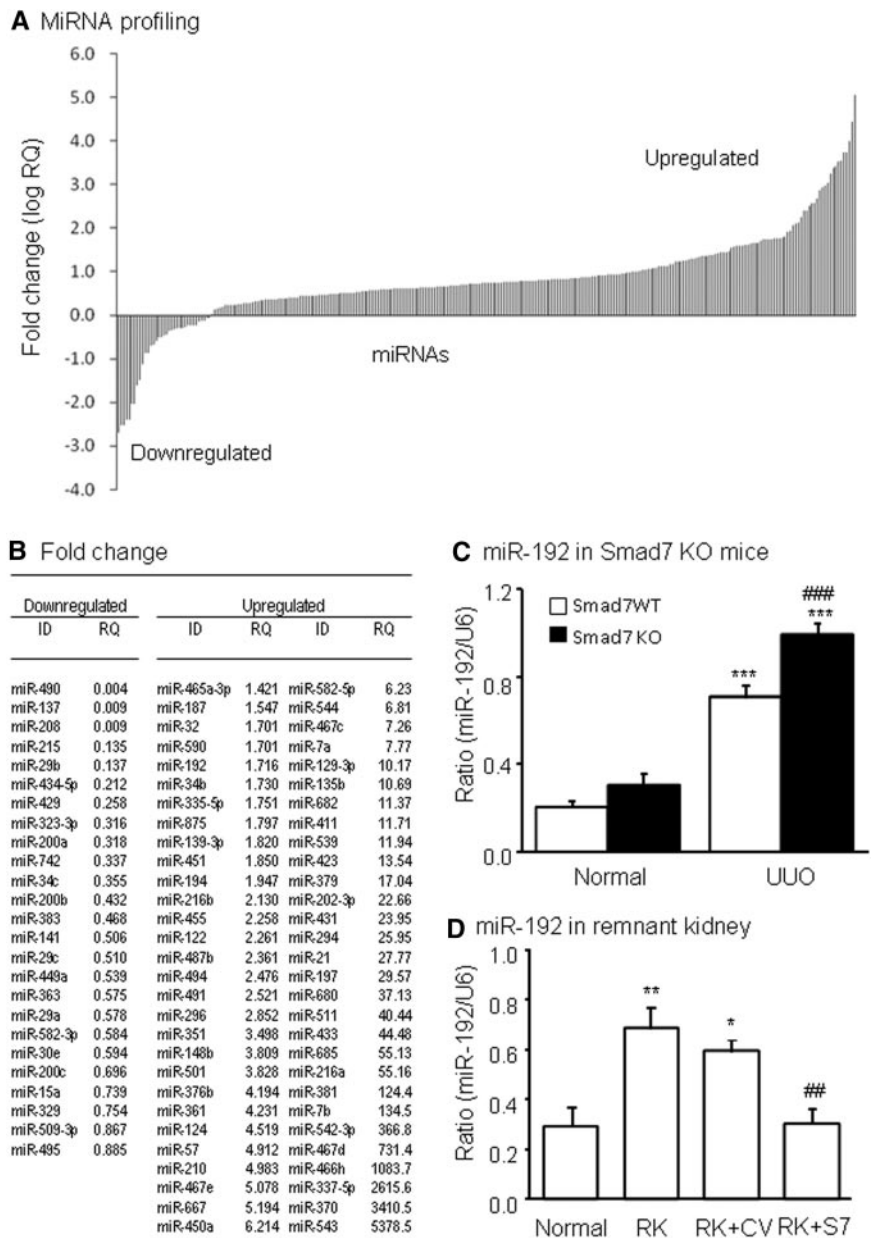 A MiRNA profiling
6.0
5.0
4.0
3.0
2.0
1.0
0.0
-1.0
-2.0
-3.0
-4.0
Fold change (log RQ)
Upregulated
miRNAs
Downregulated
B Fold change
Downregulated Upregulated
ID RQ ID RQ ID RQ
miR-490 0.004 miR-465a-3p 1.421 miR-582-5p 6.23
miR-137 0.009 miR-187 1.547 miR-544 6.81
miR-208 0.009 miR-32 1.701 miR-467c 7.26
miR-215 0.135 miR-590 1.701 miR-7a 7.77
miR-29b 0.137 miR-192 1.716 miR-129-3p 10.17
miR-434-5p 0.212 miR-34b 1.730 miR-135b 10.69
miR-429 0.258 miR-335-5p 1.751 miR-682 11.37
miR-323-3p 0.316 miR-875 1.797 miR-411 11.71
miR-200a 0.318 miR-139-3p 1.820 miR-539 11.94
miR-742 0.337 miR-451 1.850 miR-423 13.54
miR-34c 0.355 miR-194 1.947 miR-379 17.04
miR-200b 0.432 miR-216b 2.130 miR-202-3p 22.66
miR-383 0.468 miR-455 2.258 miR-431 23.95
miR-141 0.506 miR-122 2.261 miR-294 25.95
miR-29c 0.510 miR-487b 2.361 miR-21 27.77
miR-449a 0.539 miR-494 2.476 miR-197 29.57
miR-363 0.575 miR-491 2.521 miR-680 37.13
miR-29a 0.578 miR-296 2.852 miR-511 40.44
miR-582-3p 0.584 miR-351 3.498 miR-433 44.48
miR-30e 0.594 miR-148b 3.809 miR-685 55.13
miR-200c 0.696 miR-501 3.828 miR-216a 55.16
miR-15a 0.739 miR-376b 4.194 miR-381 124.4
miR-329 0.754 miR-361 4.231 miR-7b 134.5
miR-509-3p 0.867 miR-124 4.519 miR-542-3p 366.8
miR-495 0.885 miR-57 4.912 miR-467d 731.4
miR-210 4.983 miR-466h 1083.7
miR-467e 5.078 miR-337-5p 2615.6
miR-667 5.194 miR-370 3410.5
miR-450a 6.214 miR-543 5378.5
C miR-192 in Smad7 KO mice
1.2
0.8
0.4
0.0
Ratio (miR-192/U6)
Smad7WT
Smad7 KO
***
###
***
Normal UUO
D miR-192 in remnant kidney
1.0
0.8
0.6
0.4
0.2
0.0
Ratio (miR-192/U6)
**
*
##
Normal RK RK+CV RK+S7